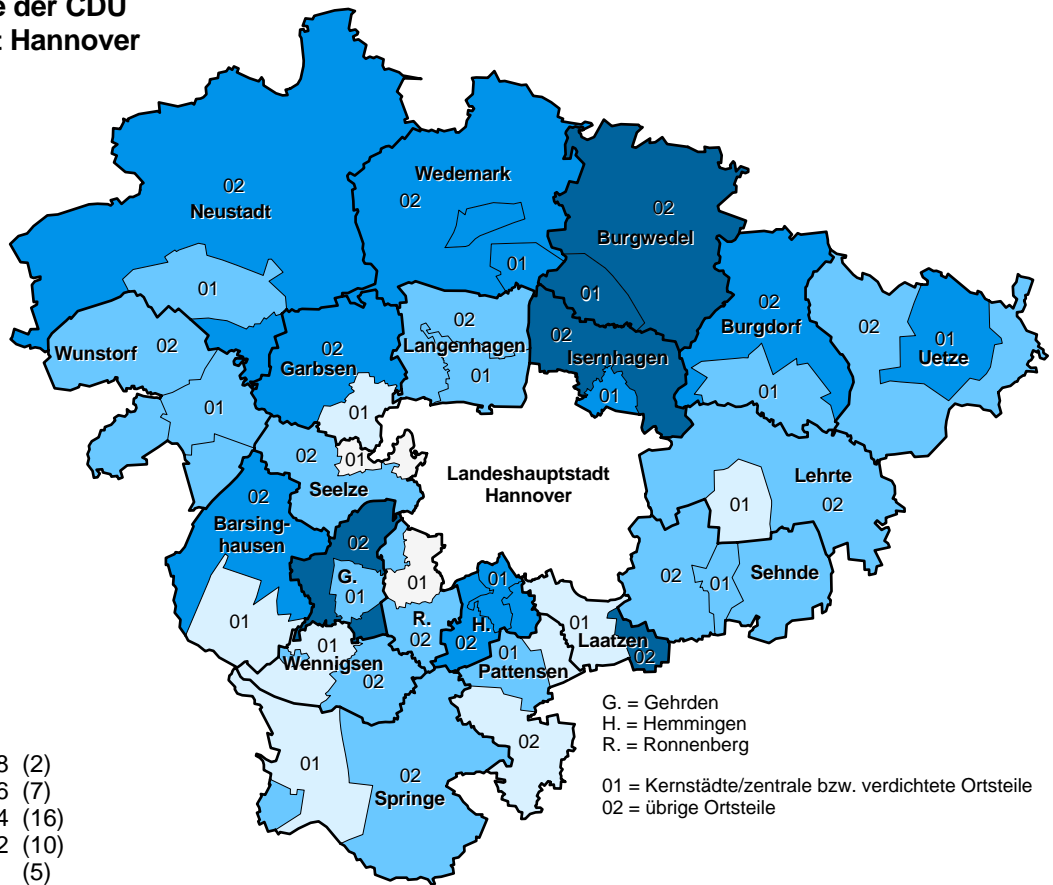 e der CDU
Hannover
02
Neustadt
01
Wedemark
02
01
02
Burgwedel
01
02
Burgdorf
01
02
01
Uetze
Wunstorf
02
01
02
Garbsen
01
02
Langenhagen
01
02
Isernhagen
01
02
Seelze
01
Landeshauptstadt
Hannover
Lehrte
01
02
02
Barsing-
hausen
01
02
G.
01
01
R.
02
01
H.
02
01
Laatzen
02
02
01
Sehnde
01
Wennigsen
02
01
Pattensen
02
01
02
Springe
G. = Gehrden
H. = Hemmingen
R. = Ronnenberg
01 = Kernstädte/zentrale bzw. verdichtete Ortsteile
02 = übrige Ortsteile
8 (2)
6 (7)
4 (16)
2 (10)
(5)